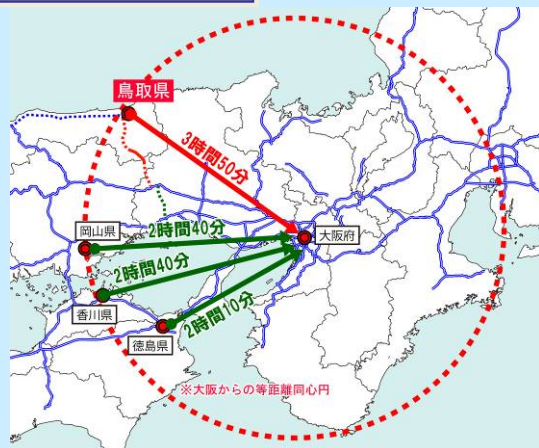 鳥取県
3時間50分
岡山県
2時間40分
大阪府
2時間40分
香川県
2時間10分
徳島県
※大阪からの等距離同心円